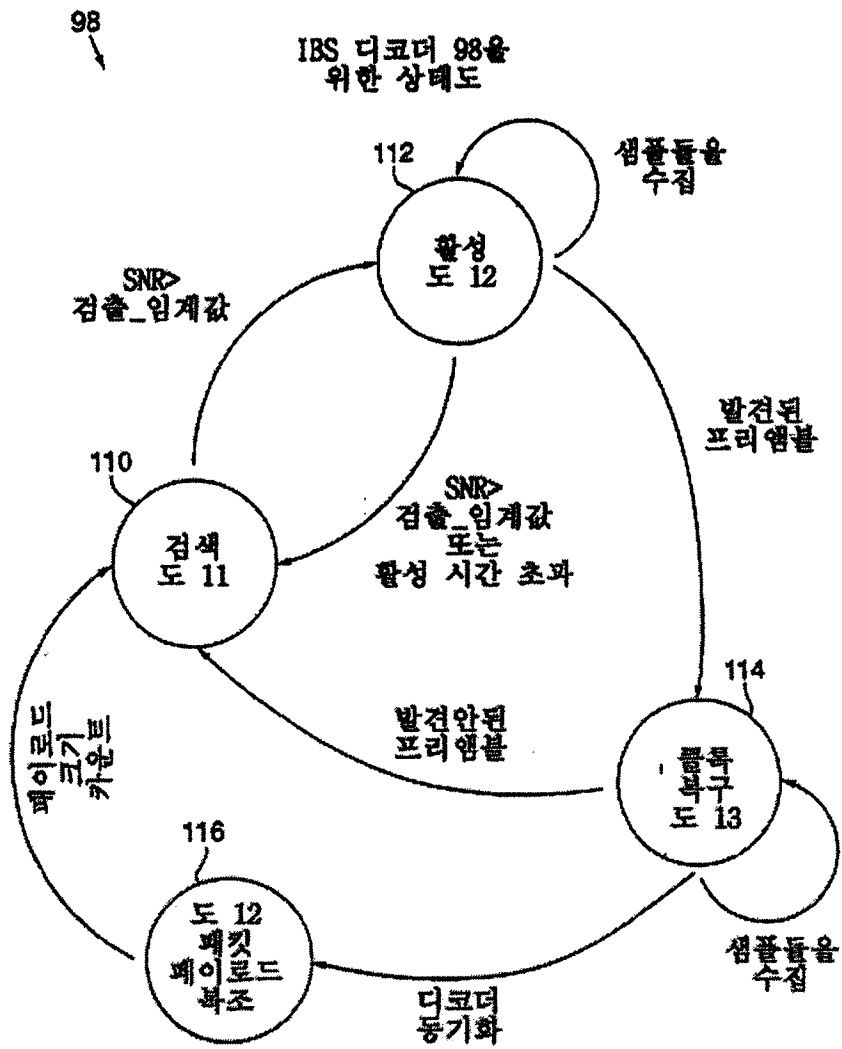 98
IBS 디코더 98을
위한 상태도
112
샘플들을
수집
활성
도 12
SNR>
검출_임계값
발견된
프리앰블
110
SNR>
검출_임계값
또는
활성 시간 초과
검색
도 11
114
발견안된
프리앰블
클록
복구
도 13
페이로드
크기
카운트
116
도 12
패킷
페이로드
복조
샘플들을
수집
디코더
동기화